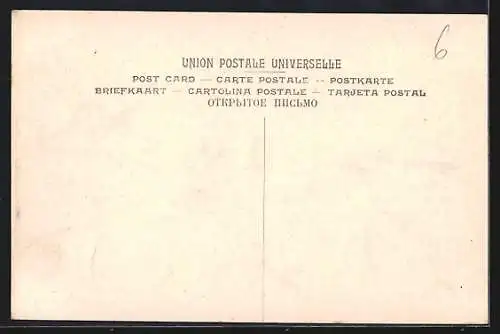 6
UNION POSTALE UNIVERSELLE
POST CARD — CARTE POSTALE -- POSTKARTE
BRIEFKAART — CARTOLINA POSTALE — TARJETA POSTAL
ОТКРЫТОЕ ПИСЬМО